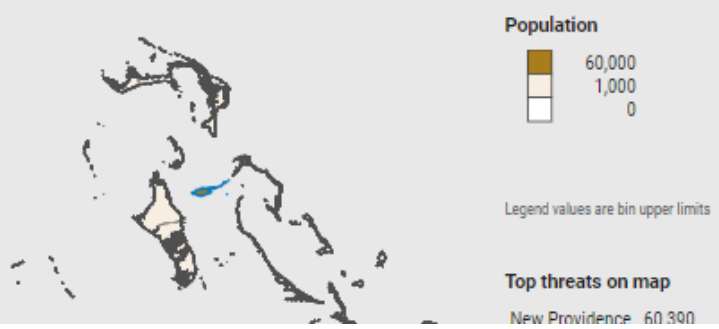 Population
60,000
1,000
0
Legend values are bin upper limits
Top threats on map
New Providence 60,390